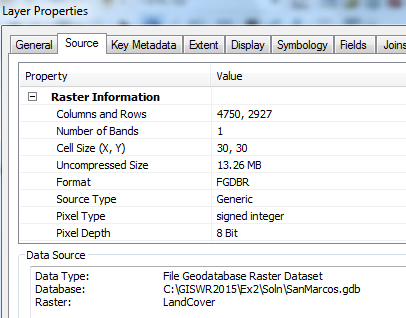 Layer Properties
General Source Key Metadata Extent Display Symbology Fields Joins
Property Value
Raster Information
Columns and Rows 4750, 2927
Number of Bands 1
Cell Size (X, Y) 30, 30
Uncompressed Size 13.26 MB
Format FGDBR
Source Type Generic
Pixel Type signed integer
Pixel Depth 8 Bit
Data Source
Data Type: File Geodatabase Raster Dataset
Database: C:\GISWR2015\Ex2\Soln\SanMarcos.gdb
Raster: LandCover